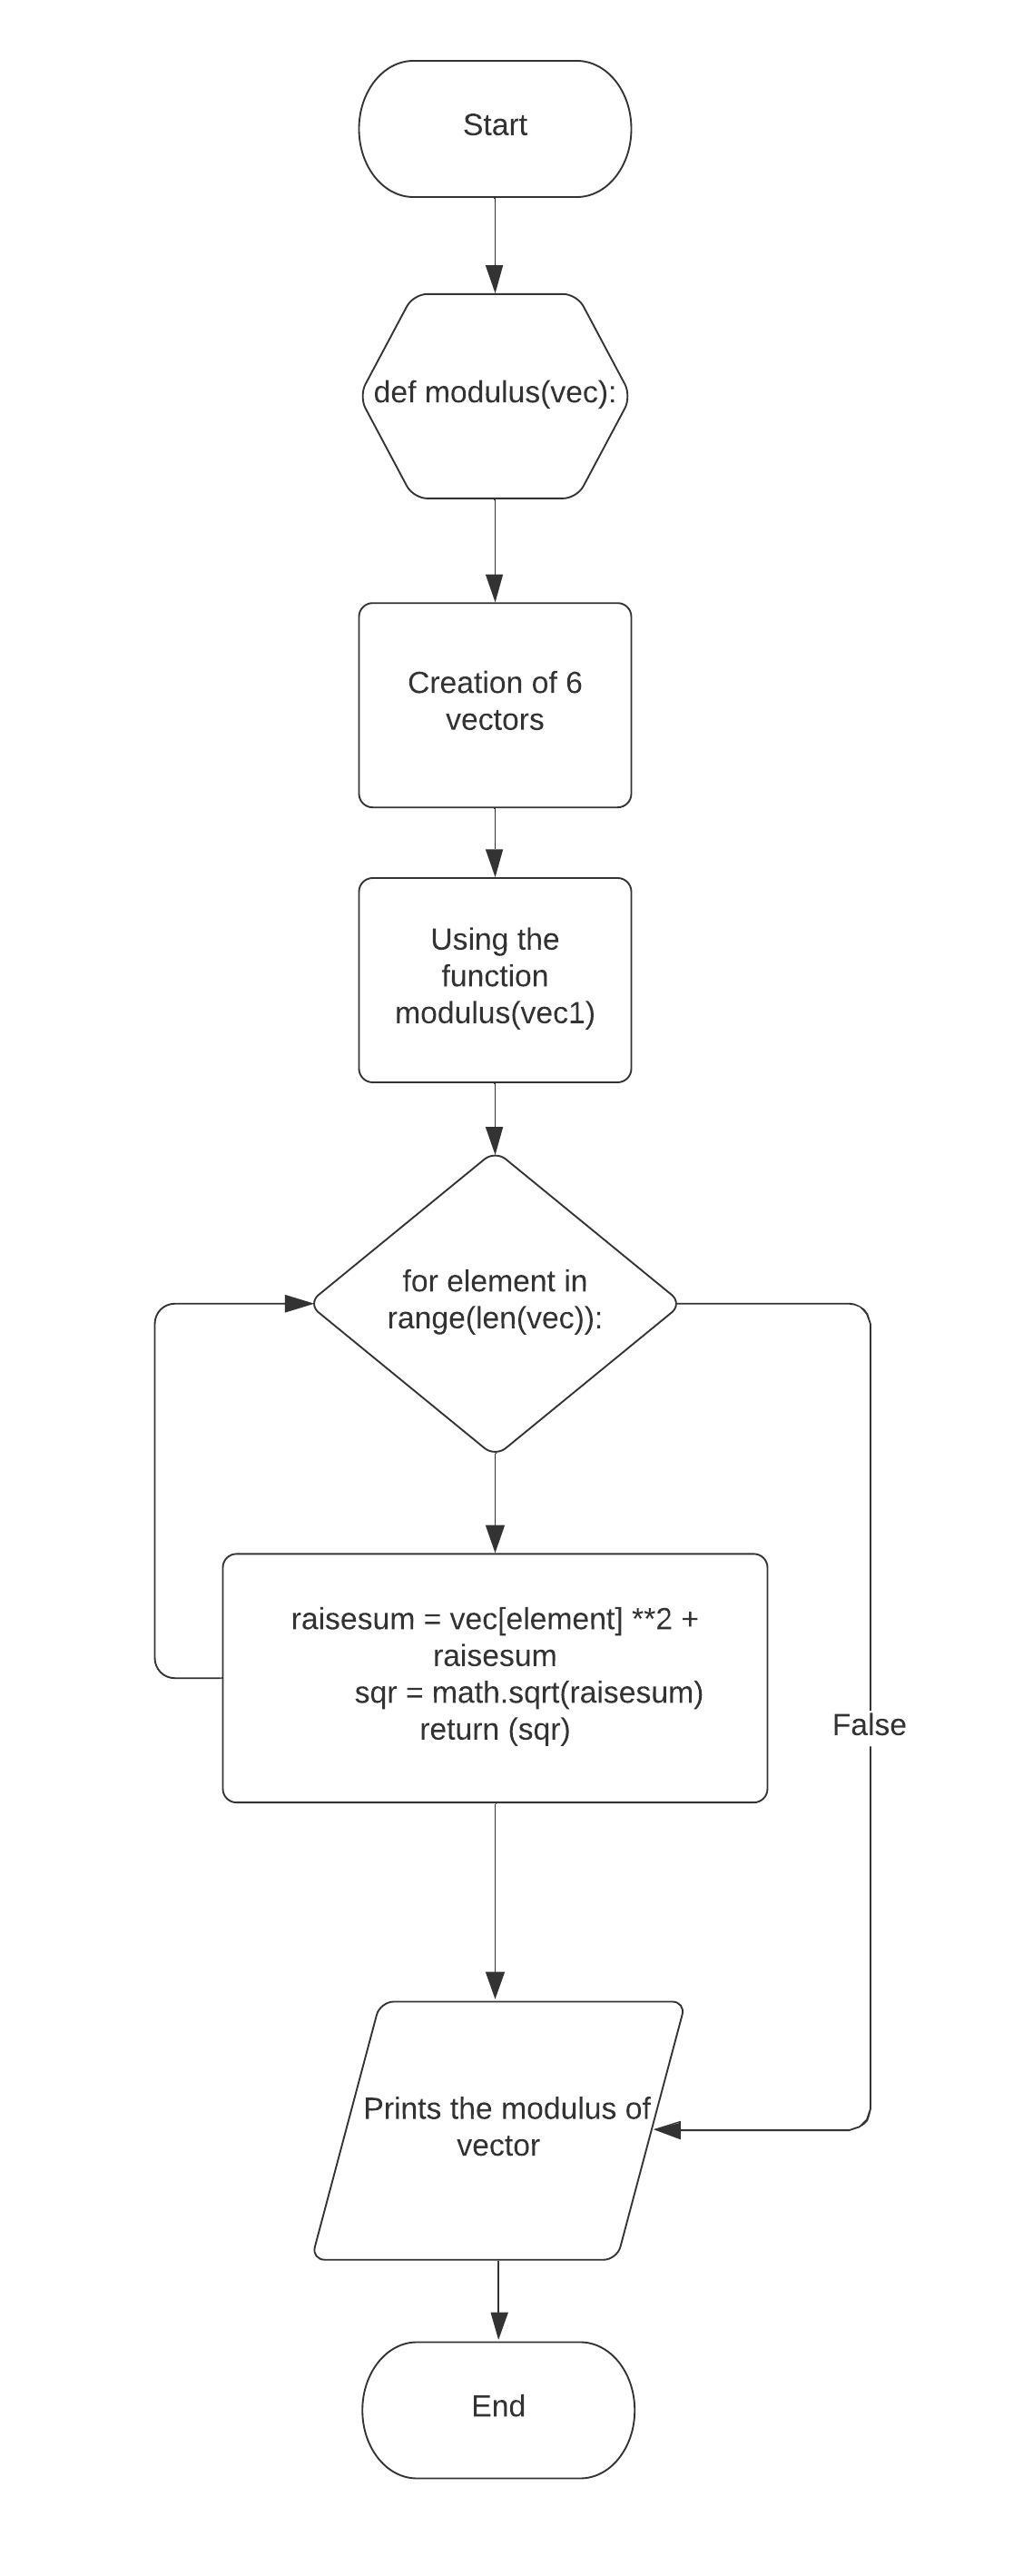 Start
def modulus(vec):
Creation of 6
vectors
Using the
function
modulus(vec1)
for element in
range(len(vec)):
raisesum = vec[element] **2 +
raisesum
sqr = math.sqrt(raisesum)
return (sqr)
False
Prints the modulus of
vector
End